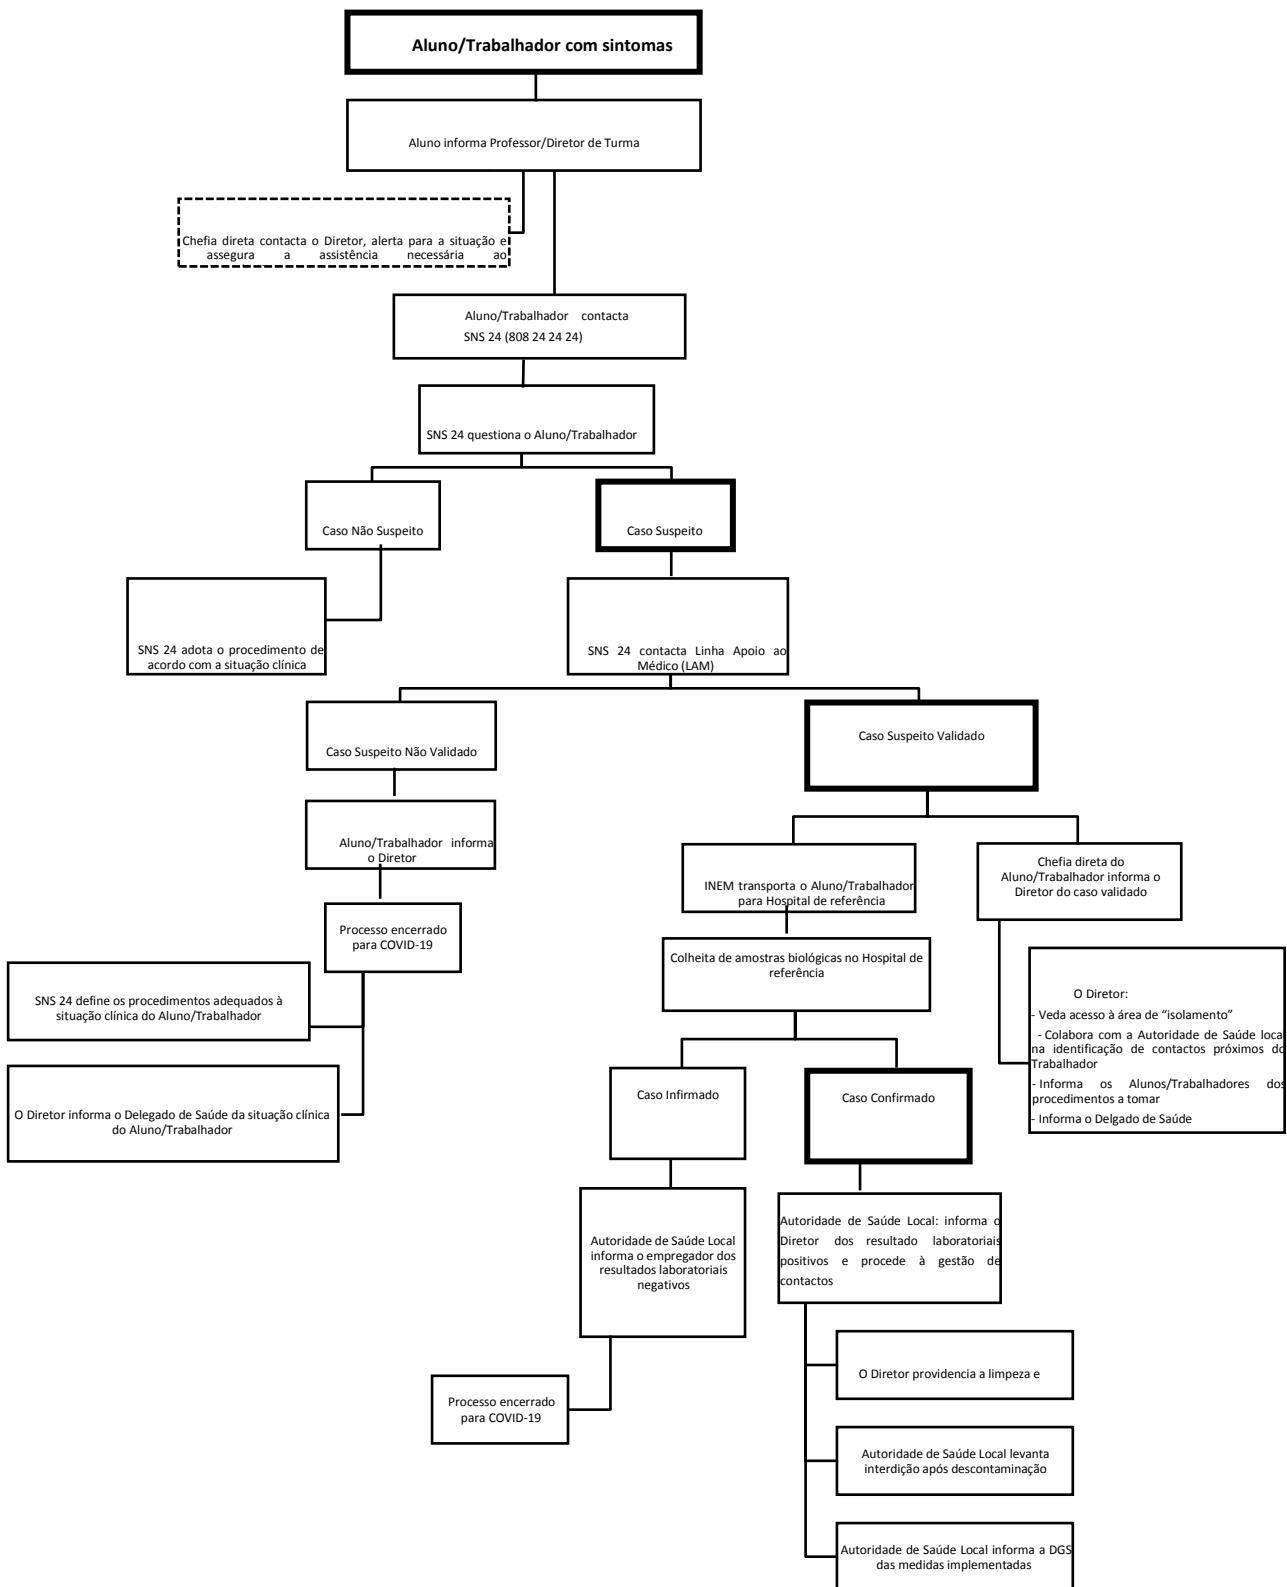 Aluno/Trabalhador com sintomas
Aluno informa Professor/Diretor de Turma
Chefia direta contacta o Diretor, alerta para a situação e
assegura a assistência necessária ao
Aluno/Trabalhador contacta
SNS 24 (808 24 24 24)
SNS 24 questiona o Aluno/Trabalhador
Caso Não Suspeito
Caso Suspeito
SNS 24 adota o procedimento de
acordo com a situação clínica
SNS 24 contacta Linha Apoio ao
Médico (LAM)
Caso Suspeito Não Validado
Caso Suspeito Validado
Aluno/Trabalhador informa
o Diretor
INEM transporta o Aluno/Trabalhador
para Hospital de referência
Chefia direta do
Aluno/Trabalhador informa o
Diretor do caso validado
Processo encerrado
para COVID-19
Colheita de amostras biológicas no Hospital de
referência
SNS 24 define os procedimentos adequados à
situação clínica do Aluno/Trabalhador
O Diretor:
- Veda acesso à área de “isolamento”
- Colabora com a Autoridade de Saúde local
na identificação de contactos próximos do
Trabalhador
- Informa os Alunos/Trabalhadores dos
procedimentos a tomar
- Informa o Delgado de Saúde
O Diretor informa o Delegado de Saúde da situação clínica
do Aluno/Trabalhador
Caso Infirmado
Caso Confirmado
Autoridade de Saúde Local
informa o empregador dos
resultados laboratoriais
negativos
Autoridade de Saúde Local: informa o
Diretor dos resultado laboratoriais
positivos e procede à gestão de
contactos
Processo encerrado
para COVID-19
O Diretor providencia a limpeza e
Autoridade de Saúde Local levanta
interdição após descontaminação
Autoridade de Saúde Local informa a DGS
das medidas implementadas